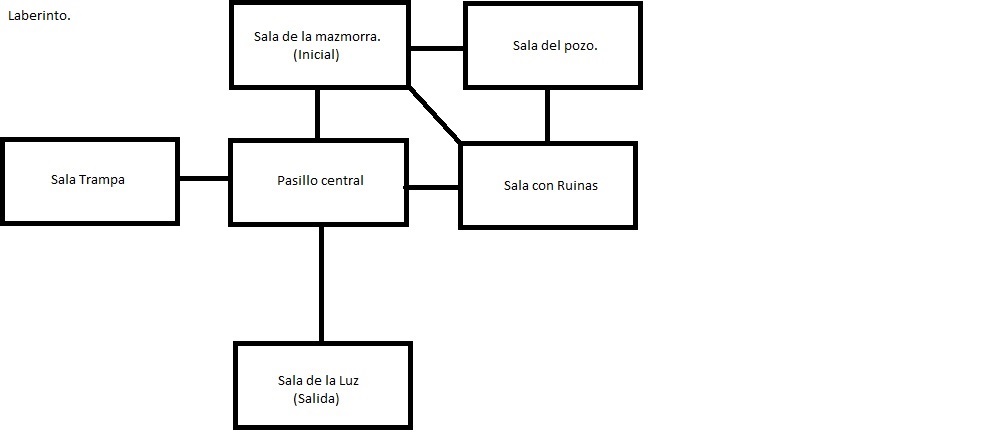 Laberinto.
Sala de la mazmorra.
(Inicial)
Sala del pozo.
Sala Trampa
Pasillo central
Sala con Ruinas
Sala de la Luz
(Salida)